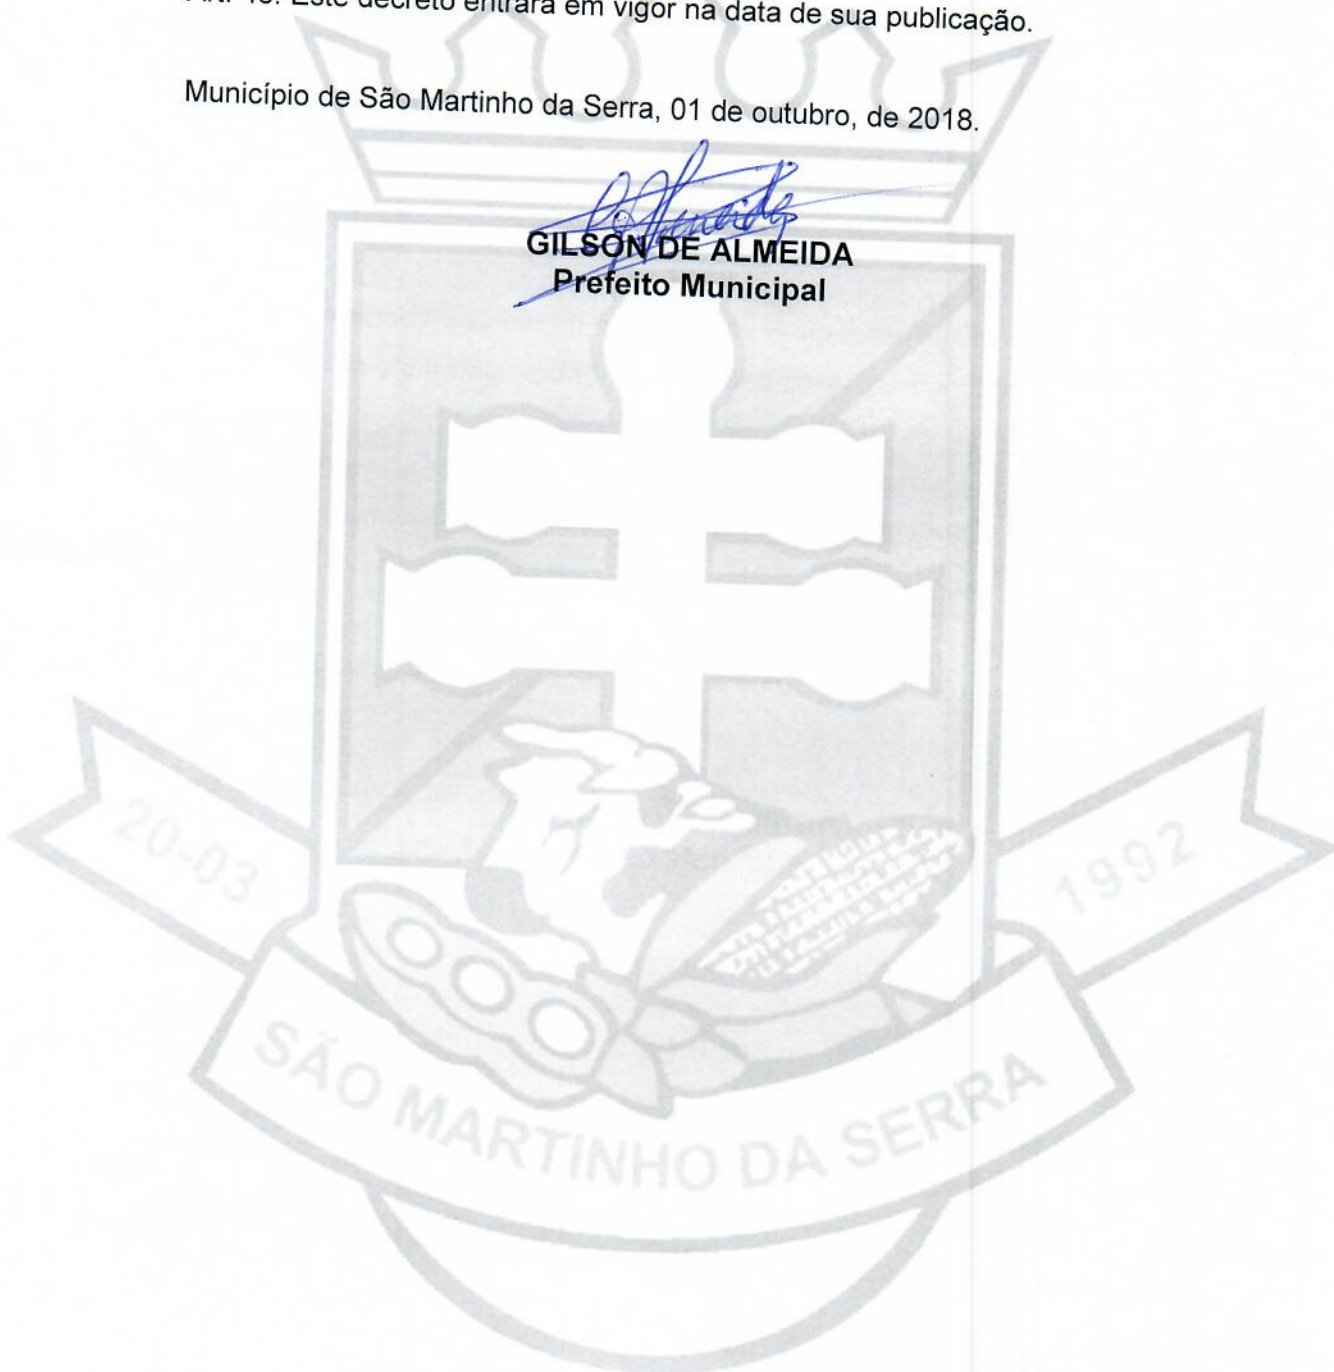 Este decreto entrará em vigor na data de sua publicação.
Município de São Martinho da Serra, 01 de outubro, de 2018.
GILSON DE ALMEIDA
Prefeito Municipal
20-03
1992
SÃO MARTINHO DA SERRA